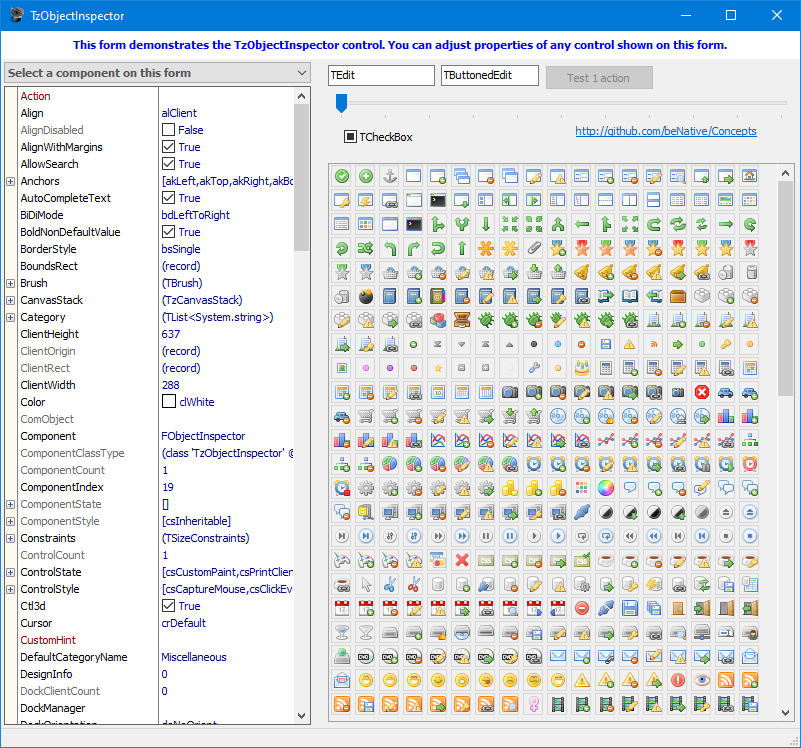 TzObjectInspector
This form demonstrates the TzObjectInspector control. You can adjust properties of any control shown on this form.
Select a component on this form
TEdit
TButtonedEdit
Test 1 action
TCheckBox
http://github.com/beNative/Concepts
Action
Align alClient
AlignDisabled False
AlignWithMargins True
AllowSearch True
Anchors [akLeft,akTop,akRight,akBo
AutoCompleteText True
BiDiMode bdLeftToRight
BoldNonDefaultValue True
BorderStyle bsSingle
BoundsRect (record)
Brush (TBrush)
CanvasStack (TzCanvasStack)
Category (TList<System.string>)
ClientHeight 637
ClientOrigin (record)
ClientRect (record)
ClientWidth 288
Color clWhite
ComObject
Component FObjectInspector
ComponentClassType (class 'TzObjectInspector' @
ComponentCount 1
ComponentIndex 19
ComponentState []
ComponentStyle [csInheritable]
Constraints (TSizeConstraints)
ControlCount 1
ControlState [csCustomPaint,csPrintClien
ControlStyle [csCaptureMouse,csClickEv
Ctl3d True
Cursor crDefault
CustomHint
DefaultCategoryName Miscellaneous
DesignInfo 0
DockClientCount 0
DockManager
DockOrientation doNoOrient